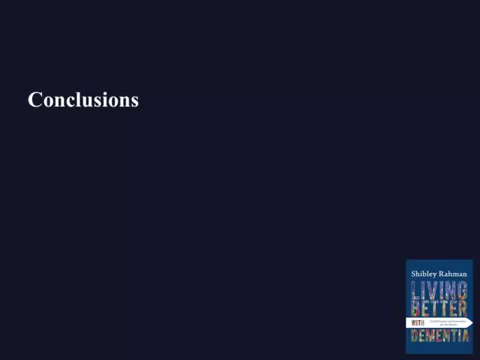 Conclusions
Shibley Rahman
LIVING
BETTER
WITH
DEMENTIA